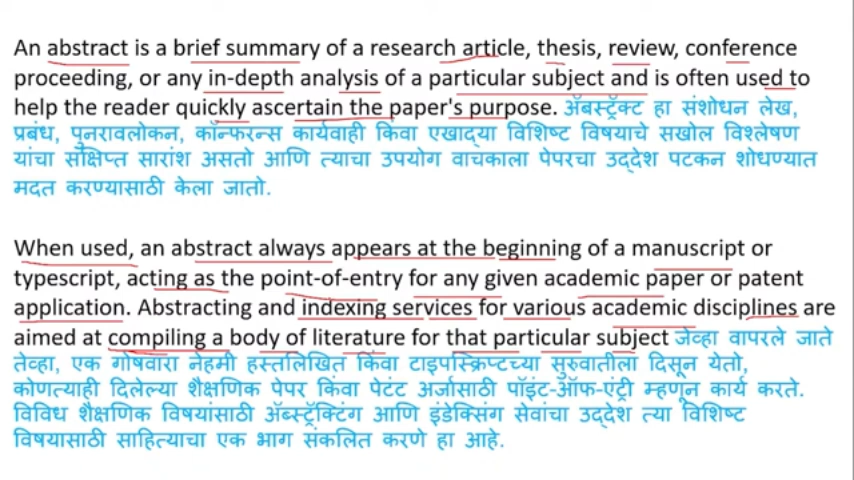 An abstract is a brief summary of a research article, thesis, review, conference
proceeding, or any in-depth analysis of a particular subject and is often used to
help the reader quickly ascertain the paper's purpose. ॲबस्ट्रॅक्ट हा संशोधन लेख,
प्रबंध, पुनरावलोकन, कॉन्फरन्स कार्यवाही किंवा एखाद्या विशिष्ट विषयाचे सखोल विश्लेषण
यांचा संक्षिप्त सारांश असतो आणि त्याचा उपयोग वाचकाला पेपरचा उद्देश पटकन शोधण्यात
मदत करण्यासाठी केला जातो.
When used, an abstract always appears at the beginning of a manuscript or
typescript, acting as the point-of-entry for any given academic paper or patent
application. Abstracting and indexing services for various academic disciplines are
aimed at compiling a body of literature for that particular subject जेव्हा वापरले जाते
तेव्हा, एक गोषवारा नेहमी हस्तलिखित किंवा टाइपस्क्रिप्टच्या सुरुवातीला दिसून येतो,
कोणत्याही दिलेल्या शैक्षणिक पेपर किंवा पेटंट अर्जासाठी पॉइंट-ऑफ-एंट्री म्हणून कार्य करते.
विविध शैक्षणिक विषयांसाठी ॲब्स्ट्रॅक्टिंग आणि इंडेक्सिंग सेवांचा उद्देश त्या विशिष्ट
विषयासाठी साहित्याचा एक भाग संकलित करणे हा आहे.